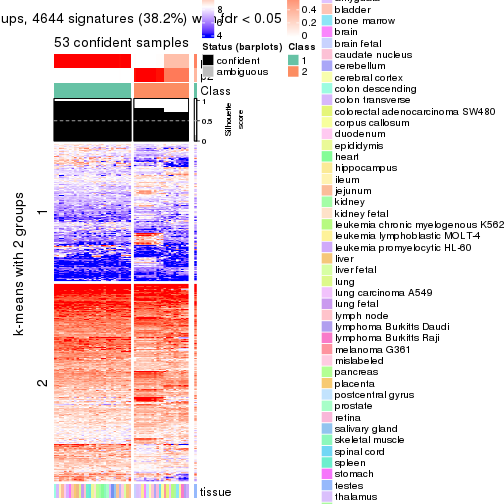 ups, 4644 signatures (38.2%) with fdr < 0.05
53 confident samples
8
6
4
0.4
0.2
0
Status (barplots)
confident
ambiguous
Class
1
2
p2
Class
1
0.5
0
Silhouette
score
k-means with 2 groups
1
2
tissue
bladder
bone marrow
brain
brain fetal
caudate nucleus
cerebellum
cerebral cortex
colon descending
colon transverse
colorectal adenocarcinoma SW480
corpus callosum
duodenum
epididymis
heart
hippocampus
ileum
jejunum
kidney
kidney fetal
leukemia chronic myelogenous K562
leukemia lymphoblastic MOLT-4
leukemia promyelocytic HL-60
liver
liver fetal
lung
lung carcinoma A549
lung fetal
lymph node
lymphoma Burkitts Daudi
lymphoma Burkitts Raji
melanoma G361
mislabeled
pancreas
placenta
postcentral gyrus
prostate
retina
salivary gland
skeletal muscle
spinal cord
spleen
stomach
testes
thalamus